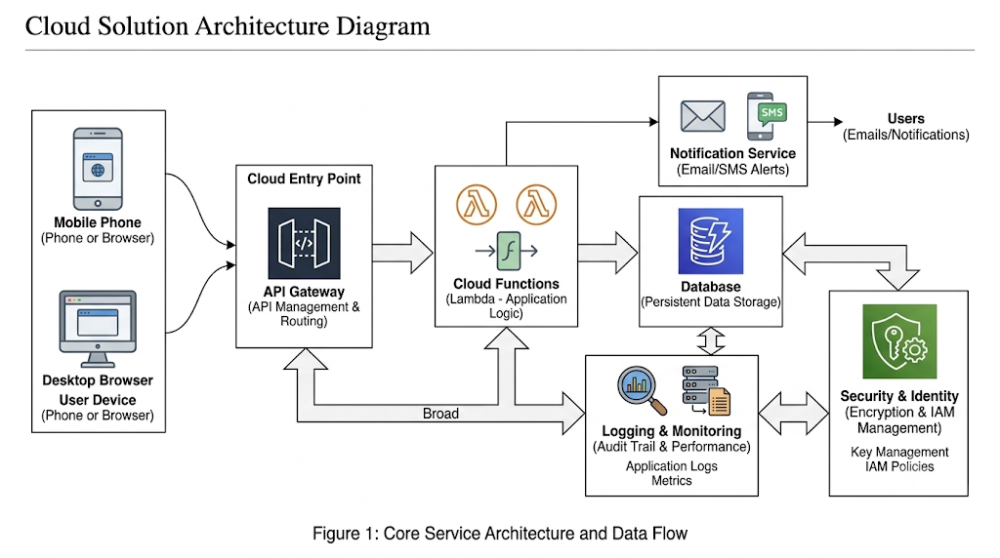 Cloud Solution Architecture Diagram
Mobile Phone
(Phone or Browser)
Desktop Browser
User Device
(Phone or Browser)
Cloud Entry Point
</>
API Gateway
(API Management &
Routing)
λ λ
f
Cloud Functions
(Lambda - Application
Logic)
SMS
Notification Service
(Email/SMS Alerts)
Users
(Emails/Notifications)
Database
(Persistent Data Storage)
Broad
Logging & Monitoring
(Audit Trail & Performance)
Application Logs
Metrics
Security & Identity
(Encryption & IAM
Management)
Key Management
IAM Policies
Figure 1: Core Service Architecture and Data Flow